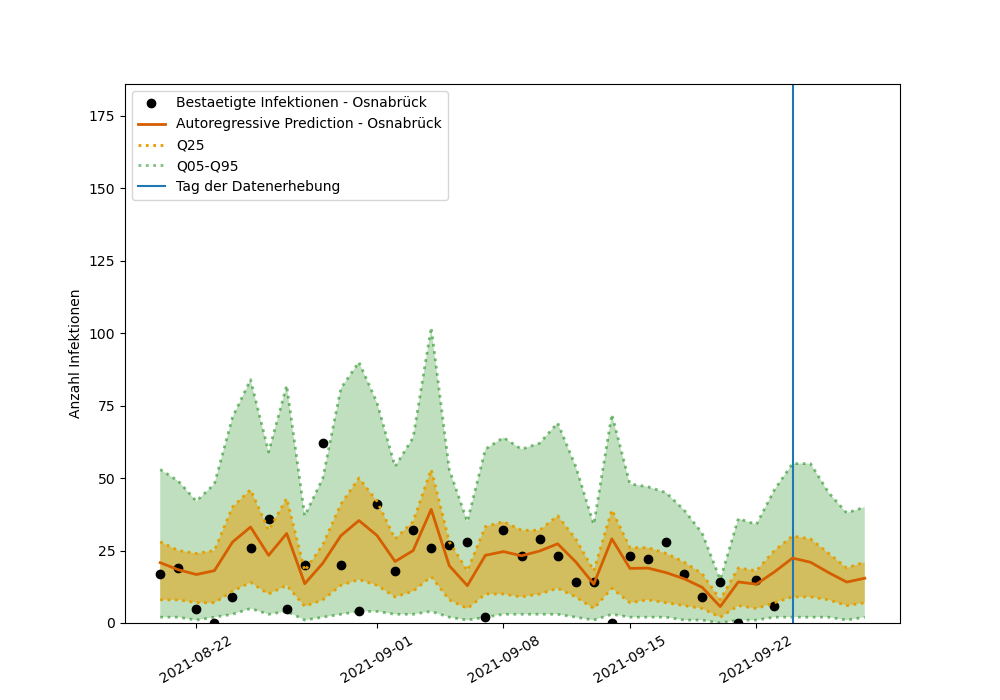 Bestaetigte Infektionen - Osnabrück
Autoregressive Prediction - Osnabrück
Q25
Q05-Q95
Tag der Datenerhebung
175
150
125
100
75
50
25
0
Anzahl Infektionen
2021-08-22
2021-09-01
2021-09-08
2021-09-15
2021-09-22